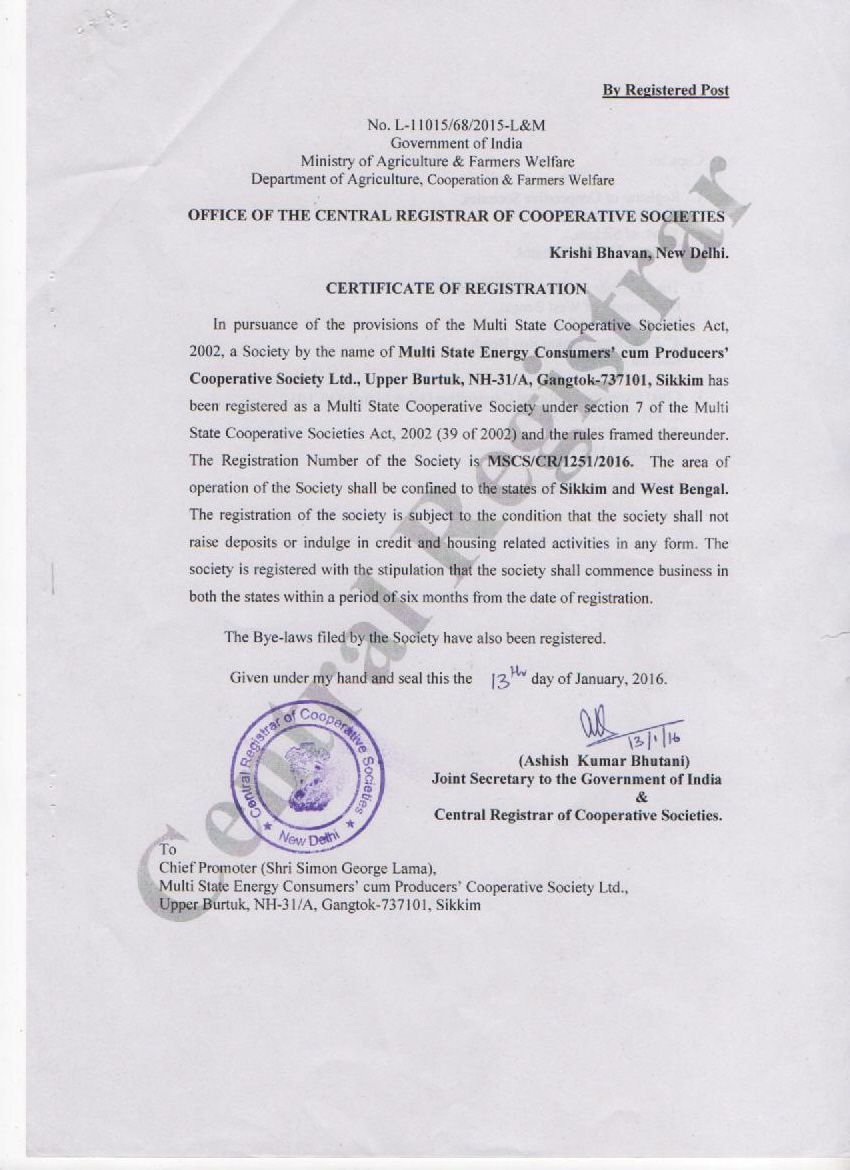 By Registered Post
No. L-11015/68/2015-L&M
Government of India
Ministry of Agriculture & Farmers Welfare
Department of Agriculture, Cooperation & Farmers Welfare
OFFICE OF THE CENTRAL REGISTRAR OF COOPERATIVE SOCIETIES
Krishi Bhavan, New Delhi.
CERTIFICATE OF REGISTRATION
In pursuance of the provisions of the Multi State Cooperative Societies Act,
2002, a Society by the name of Multi State Energy Consumers' cum Producers'
Cooperative Society Ltd., Upper Burtuk, NH-31/A, Gangtok-737101, Sikkim has
been registered as a Multi State Cooperative Society under section 7 of the Multi
State Cooperative Societies Act, 2002 (39 of 2002) and the rules framed thereunder.
The Registration Number of the Society is MSCS/CR/1251/2016. The area of
operation of the Society shall be confined to the states of Sikkim and West Bengal.
The registration of the society is subject to the condition that the society shall not
raise deposits or indulge in credit and housing related activities in any form. The
society is registered with the stipulation that the society shall commence business in
both the states within a period of six months from the date of registration.
The Bye-laws filed by the Society have also been registered.
Given under my hand and seal this the 13th day of January, 2016.
13/1/16
(Ashish Kumar Bhutani)
Joint Secretary to the Government of India
&
Central Registrar of Cooperative Societies.
Central Registrar of Cooperative Societies
New Delhi
To
Chief Promoter (Shri Simon George Lama),
Multi State Energy Consumers' cum Producers' Cooperative Society Ltd.,
Upper Burtuk, NH-31/A, Gangtok-737101, Sikkim
Central Registrar